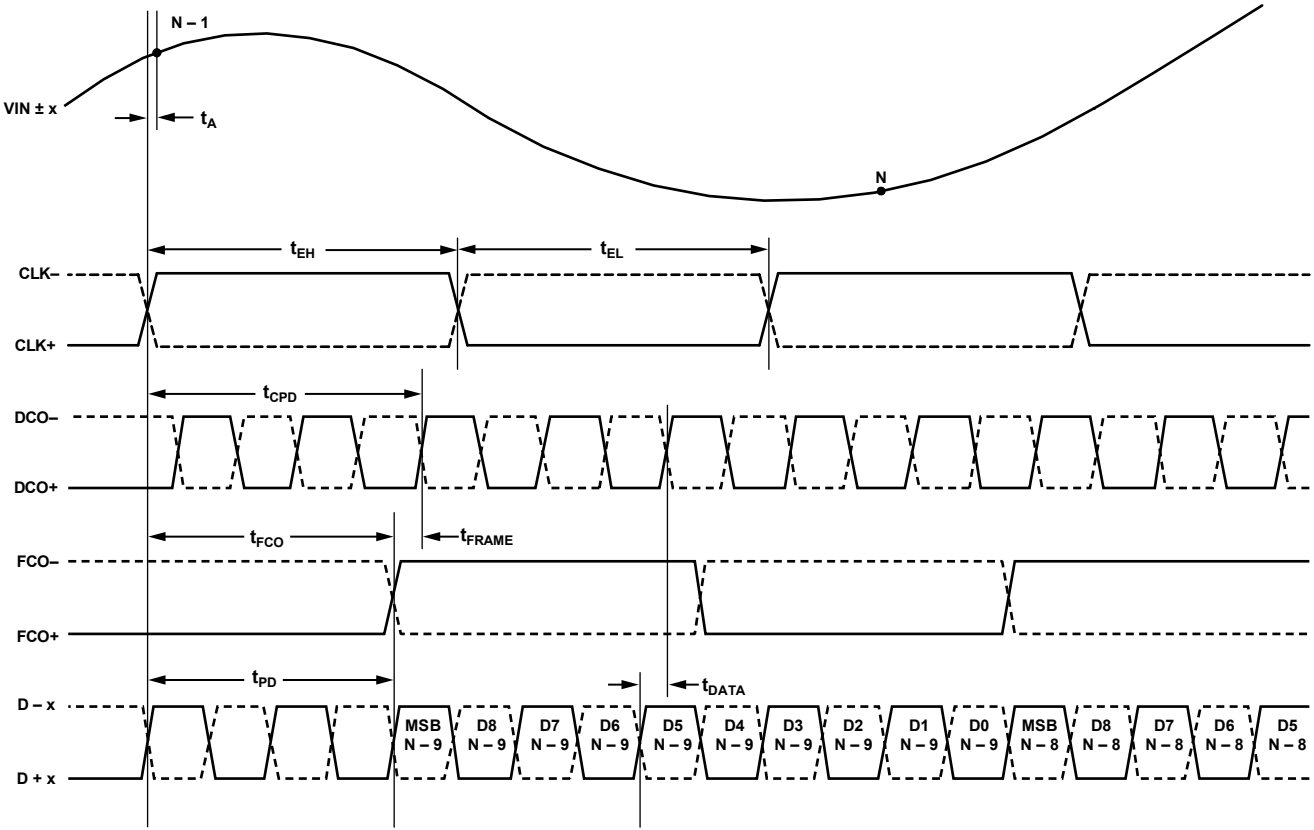 N – 1
VIN ± x
tA
N
tEH
tEL
CLK–
CLK+
tCPD
DCO–
DCO+
tFCO
tFRAME
FCO–
FCO+
tPD
tDATA
D – x
MSB D8 D7 D6 D5 D4 D3 D2 D1 D0 MSB D8 D7 D6 D5
N – 9 N – 9 N – 9 N – 9 N – 9 N – 9 N – 9 N – 9 N – 9 N – 9 N – 8 N – 8 N – 8 N – 8 N – 8
D + x